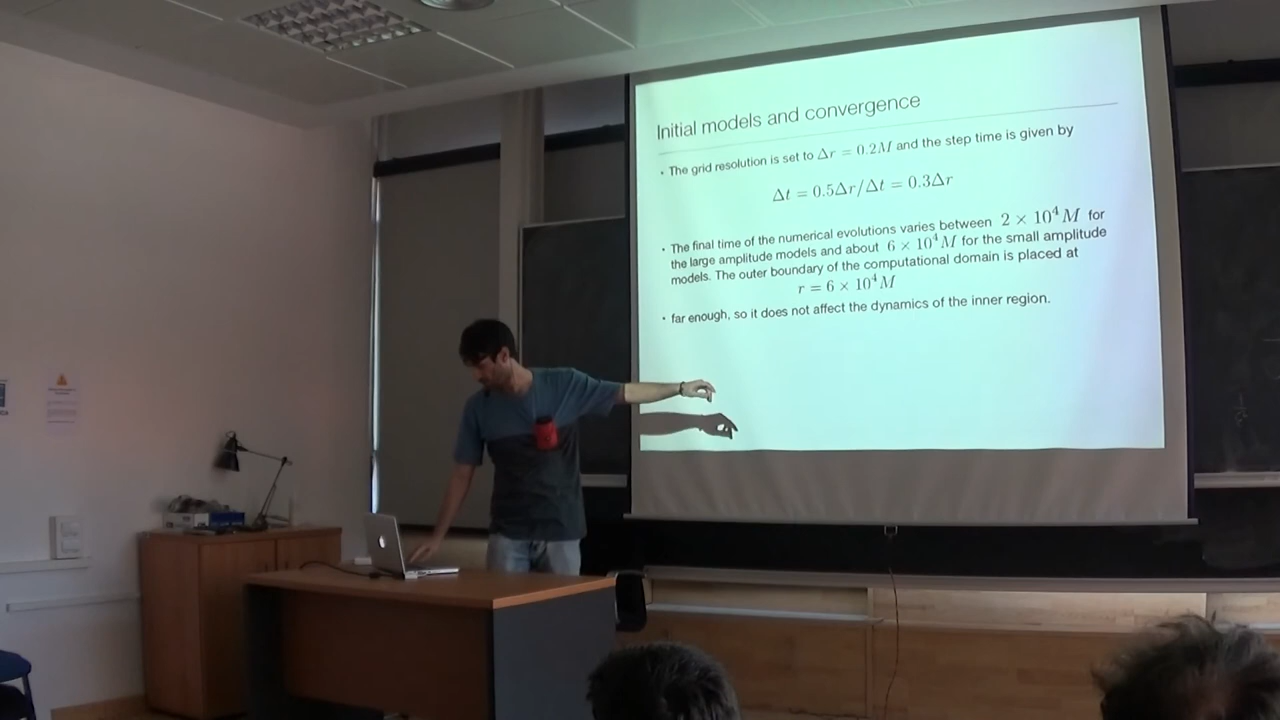 Initial models and convergence
• The grid resolution is set to Δr = 0.2M and the step time is given by
Δt = 0.5Δr/Δt = 0.3Δr
• The final time of the numerical evolutions varies between 2 × 10⁴ M for
the large amplitude models and about 6 × 10⁴ M for the small amplitude
models. The outer boundary of the computational domain is placed at
r = 6 × 10⁴ M
• far enough, so it does not affect the dynamics of the inner region.